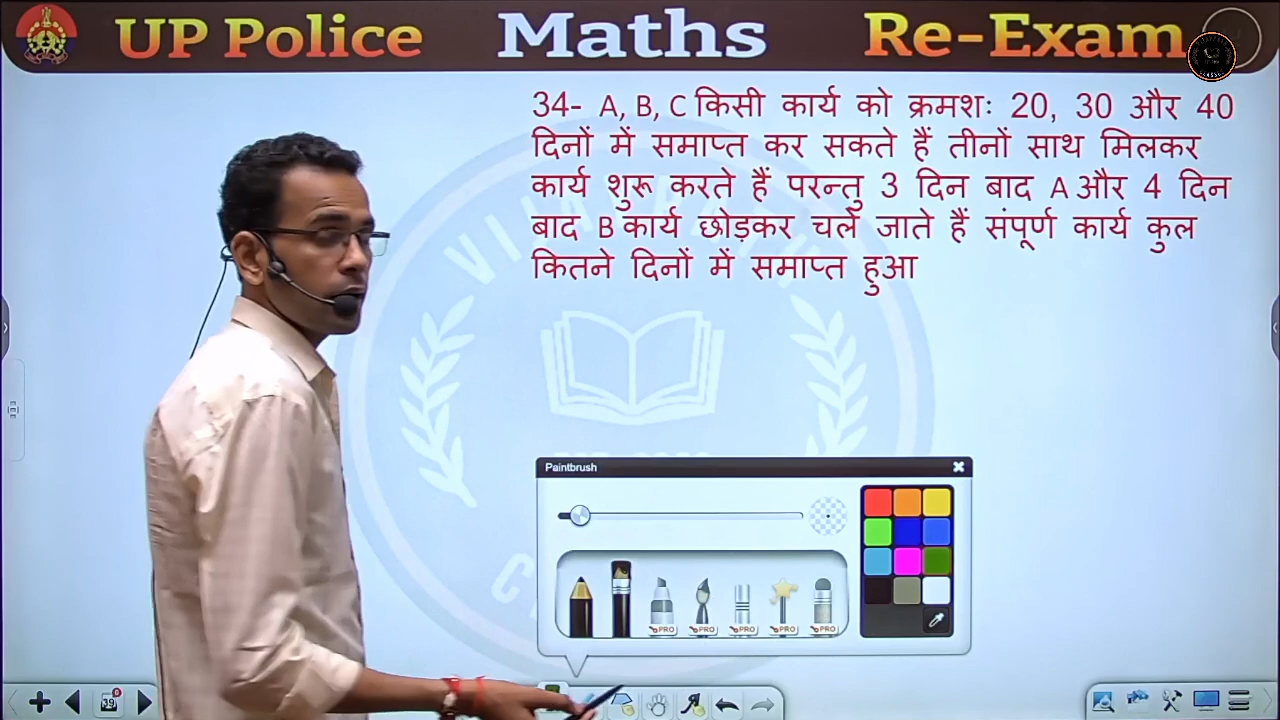 UP Police Maths Re-Exam
34- A, B, C किसी कार्य को क्रमशः 20, 30 और 40
दिनों में समाप्त कर सकते हैं तीनों साथ मिलकर
कार्य शुरू करते हैं परन्तु 3 दिन बाद A और 4 दिन
बाद B कार्य छोड़कर चले जाते हैं संपूर्ण कार्य कुल
कितने दिनों में समाप्त हुआ
Paintbrush
PRO PRO PRO PRO PRO
39